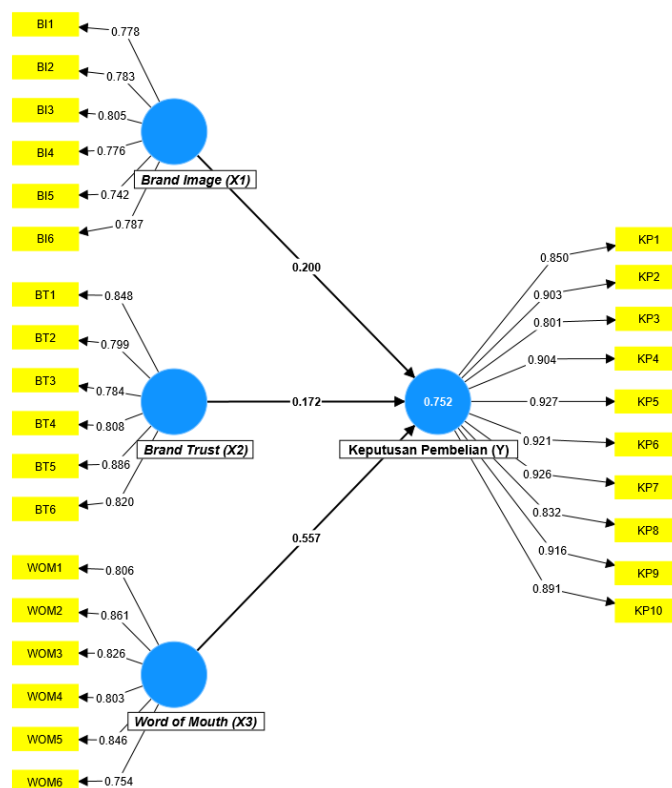 BI1
0.778
BI2
0.783
BI3
0.805
BI4
0.776
BI5
0.742
BI6
0.787
Brand Image (X1)
0.200
BT1
0.848
BT2
0.799
BT3
0.784
BT4
0.808
BT5
0.886
BT6
0.820
Brand Trust (X2)
0.172
WOM1
0.806
WOM2
0.861
WOM3
0.826
WOM4
0.803
WOM5
0.846
WOM6
0.754
Word of Mouth (X3)
0.557
0.752
Keputusan Pembelian (Y)
0.850
KP1
0.903
KP2
0.801
KP3
0.904
KP4
0.927
KP5
0.921
KP6
0.926
KP7
0.832
KP8
0.916
KP9
0.891
KP10